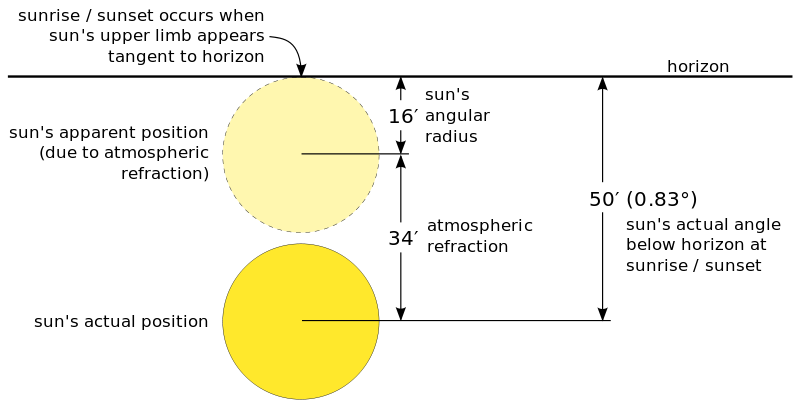 sunrise / sunset occurs when
sun's upper limb appears
tangent to horizon
horizon
sun's
angular
radius
16′
sun's apparent position
(due to atmospheric
refraction)
50′ (0.83°)
sun's actual angle
below horizon at
sunrise / sunset
34′
atmospheric
refraction
sun's actual position